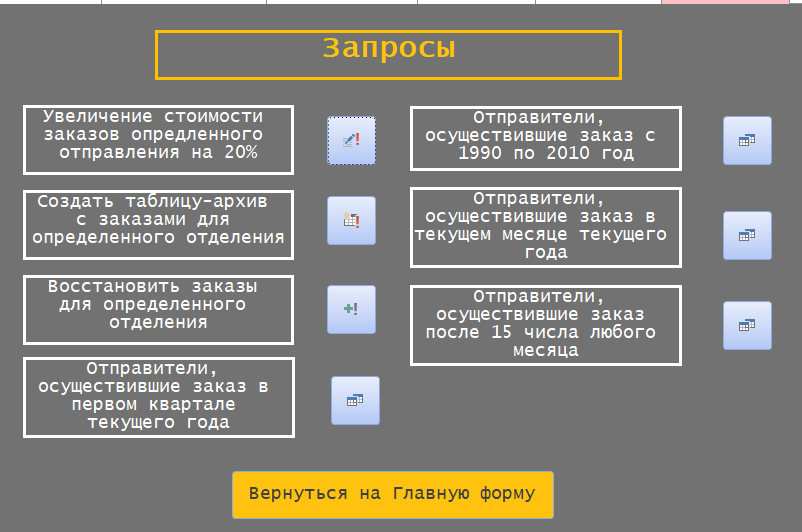 Запросы
Увеличение стоимости
заказов опредленного
отправления на 20%
Создать таблицу-архив
с заказами для
определенного отделения
Восстановить заказы
для определенного
отделения
Отправители,
осуществившие заказ в
первом квартале
текущего года
Отправители,
осуществившие заказ с
1990 по 2010 год
Отправители,
осуществившие заказ в
текущем месяце текущего
года
Отправители,
осуществившие заказ
после 15 числа любого
месяца
Вернуться на Главную форму